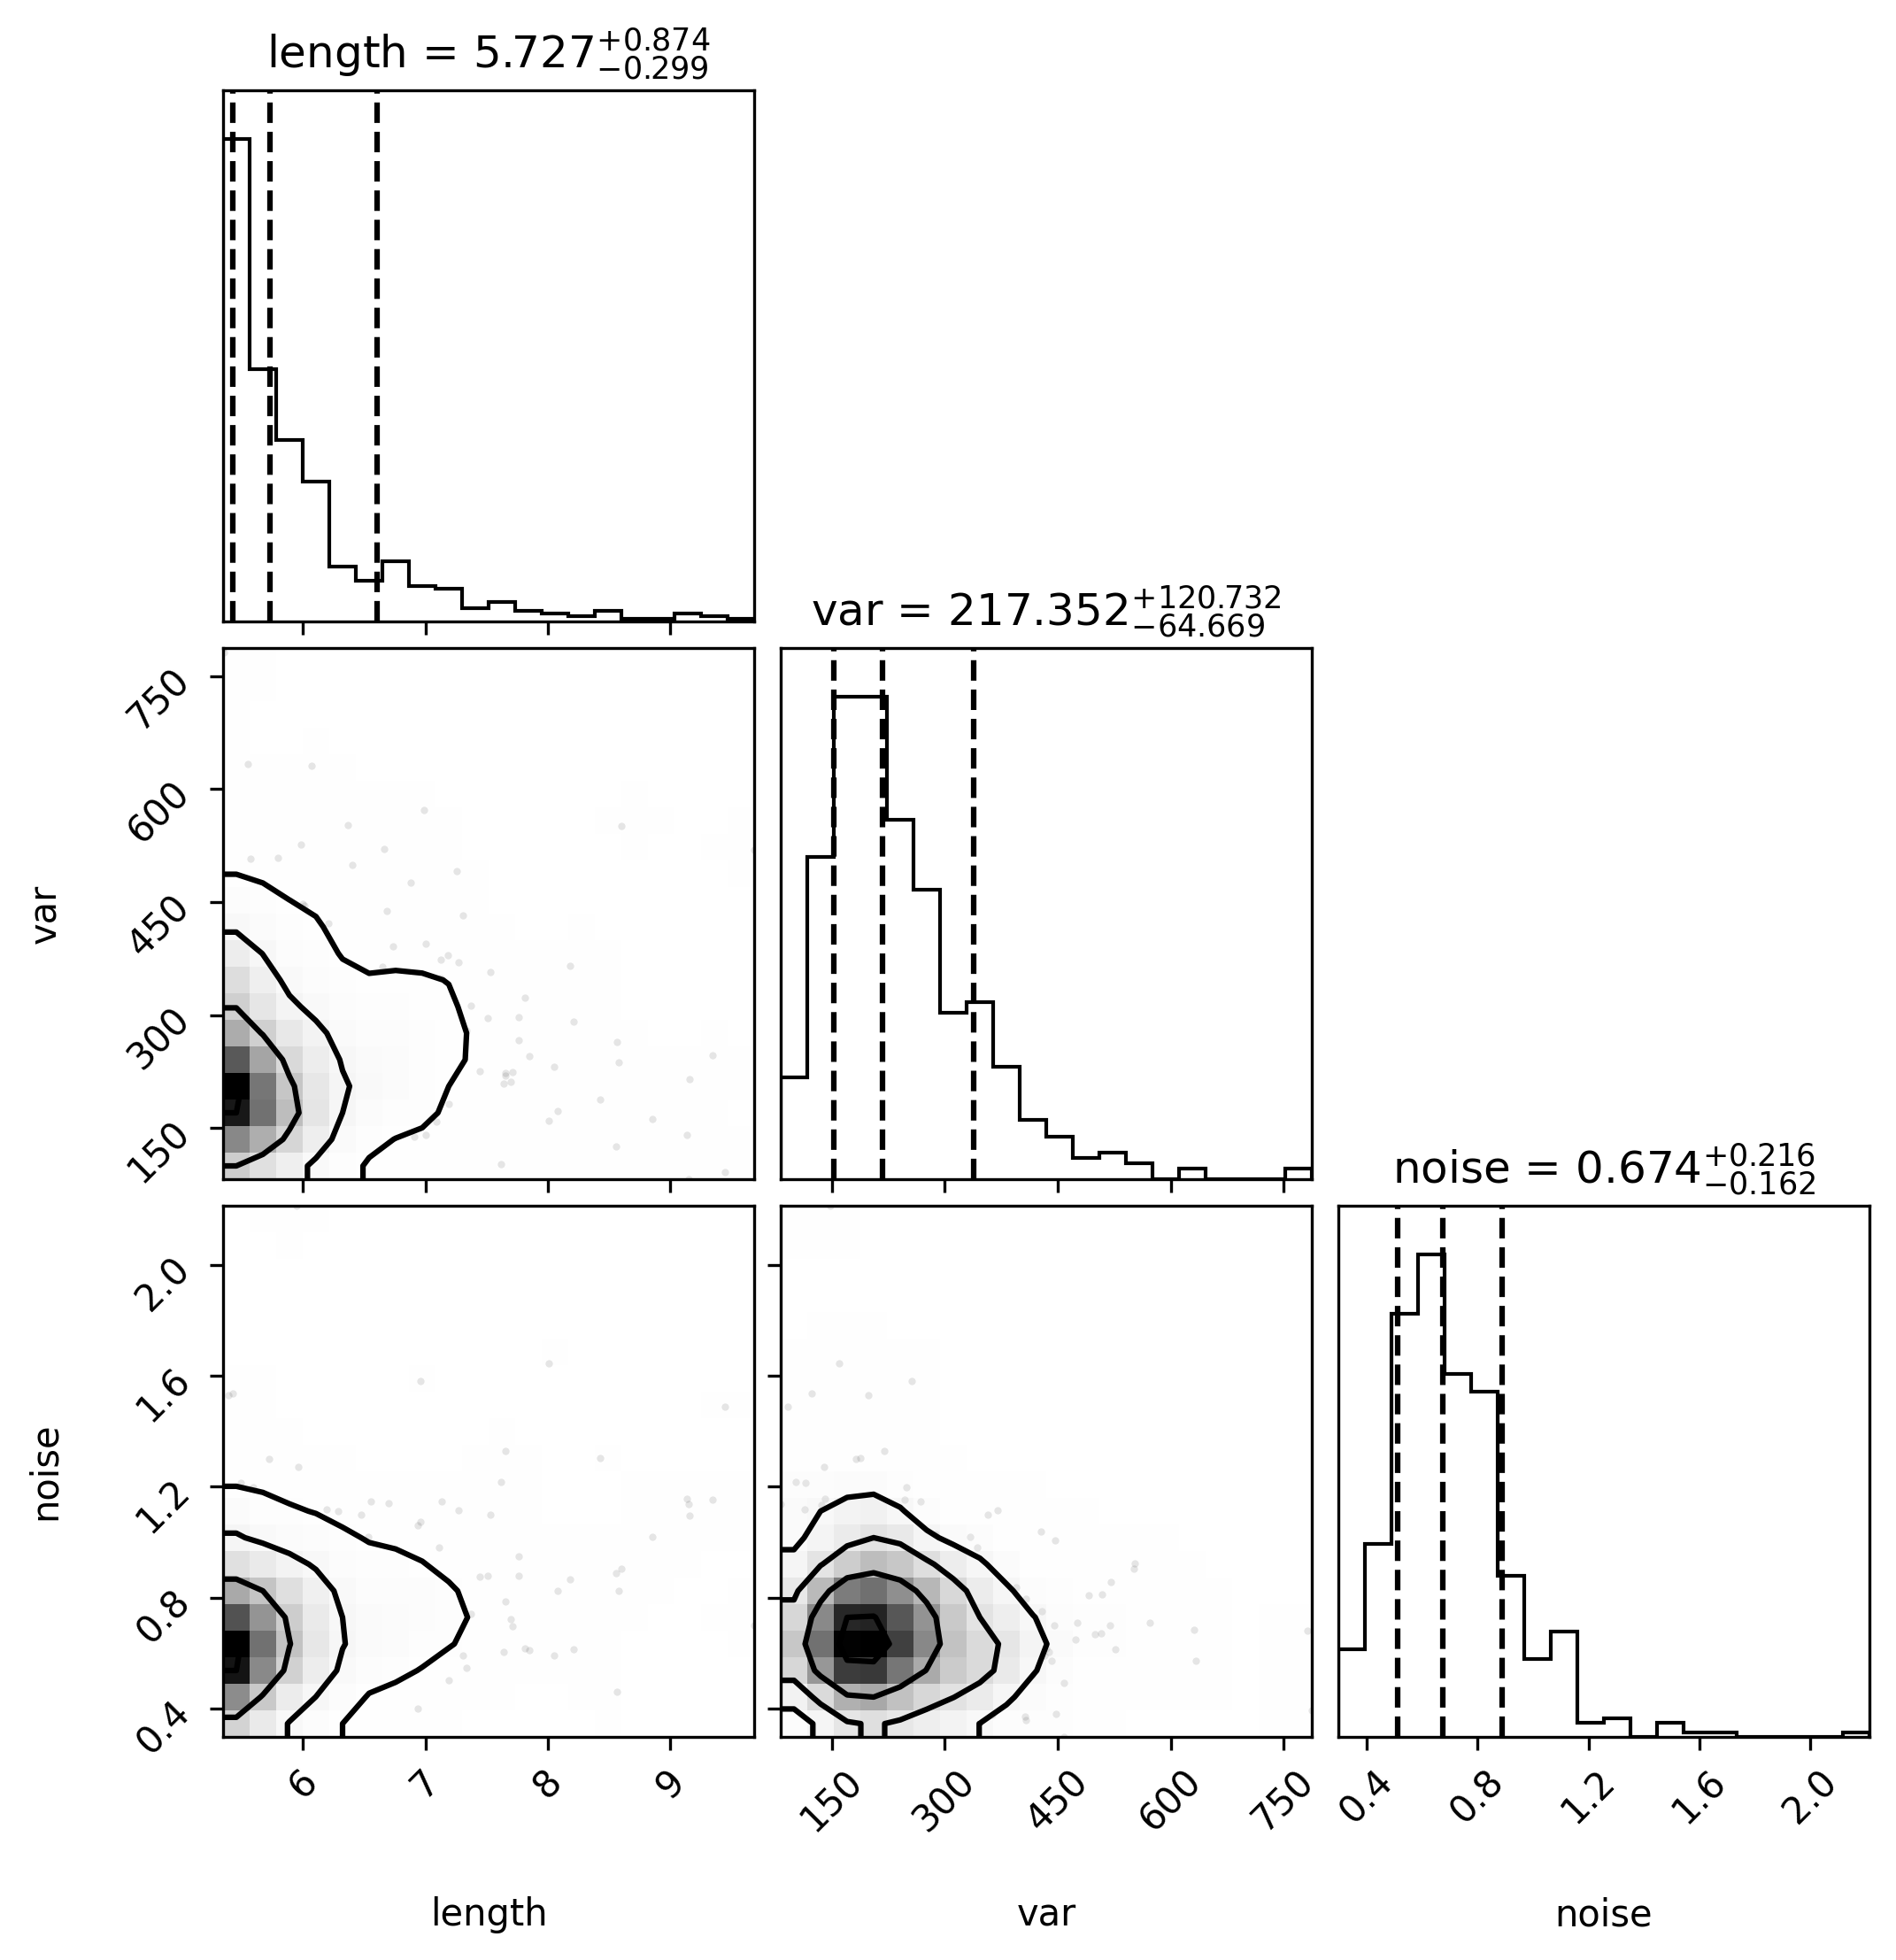 length = 5.727 +0.874 −0.299
var = 217.352 +120.732 −64.669
750
600
450
300
150
var
noise = 0.674 +0.216 −0.162
2.0
1.6
1.2
0.8
0.4
noise
6 7 8 9
150 300 450 600 750
0.4 0.8 1.2 1.6 2.0
length
var
noise